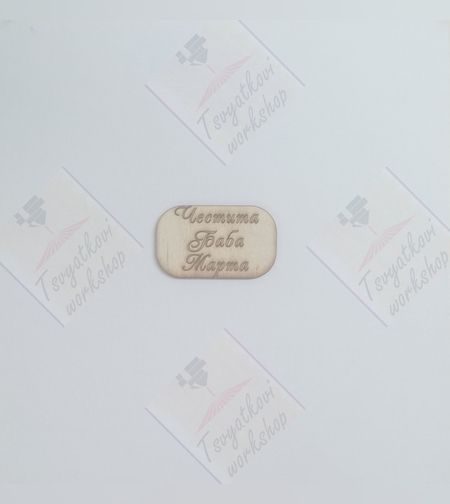 Tsvyatkovi
workshop
Tsvyatkovi
workshop
Честита
Баба
Марта
Tsvyatkovi
workshop
Tsvyatkovi
workshop